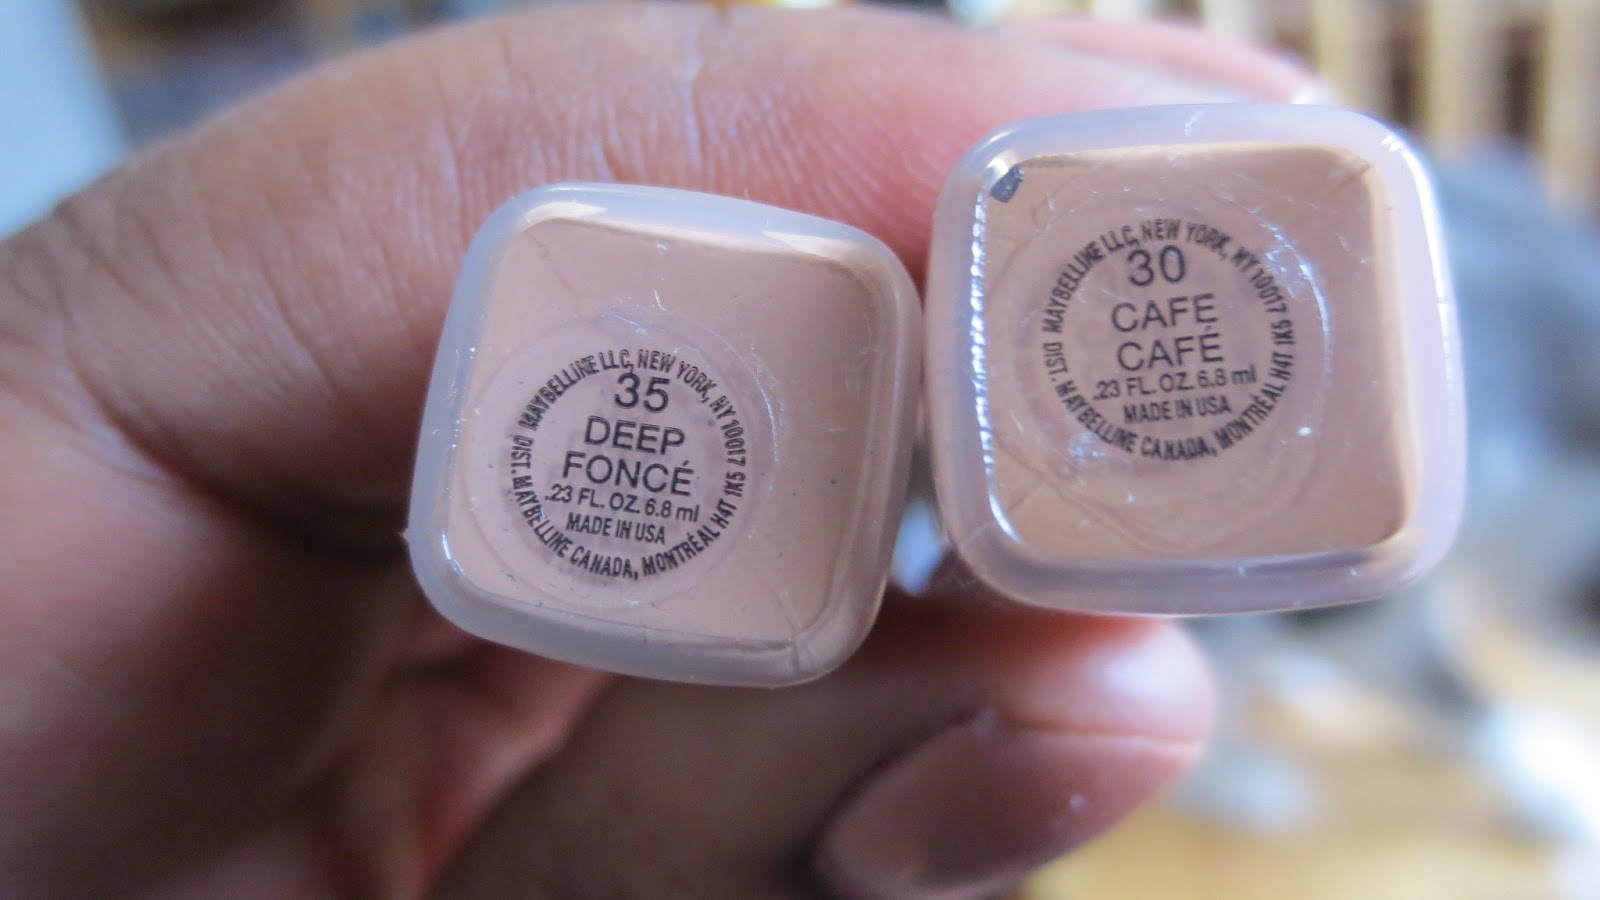 MAYBELLINE LLC, NEW YORK, NY 10017
35
DEEP
FONCÉ
.23 FL. OZ. 6.8 ml
MADE IN USA
DIST. MAYBELLINE CANADA, MONTRÉAL H4T 1K5
MAYBELLINE LLC, NEW YORK, NY 10017
30
CAFE
CAFÉ
.23 FL. OZ. 6.8 ml
MADE IN USA
DIST. MAYBELLINE CANADA, MONTRÉAL H4T 1K5